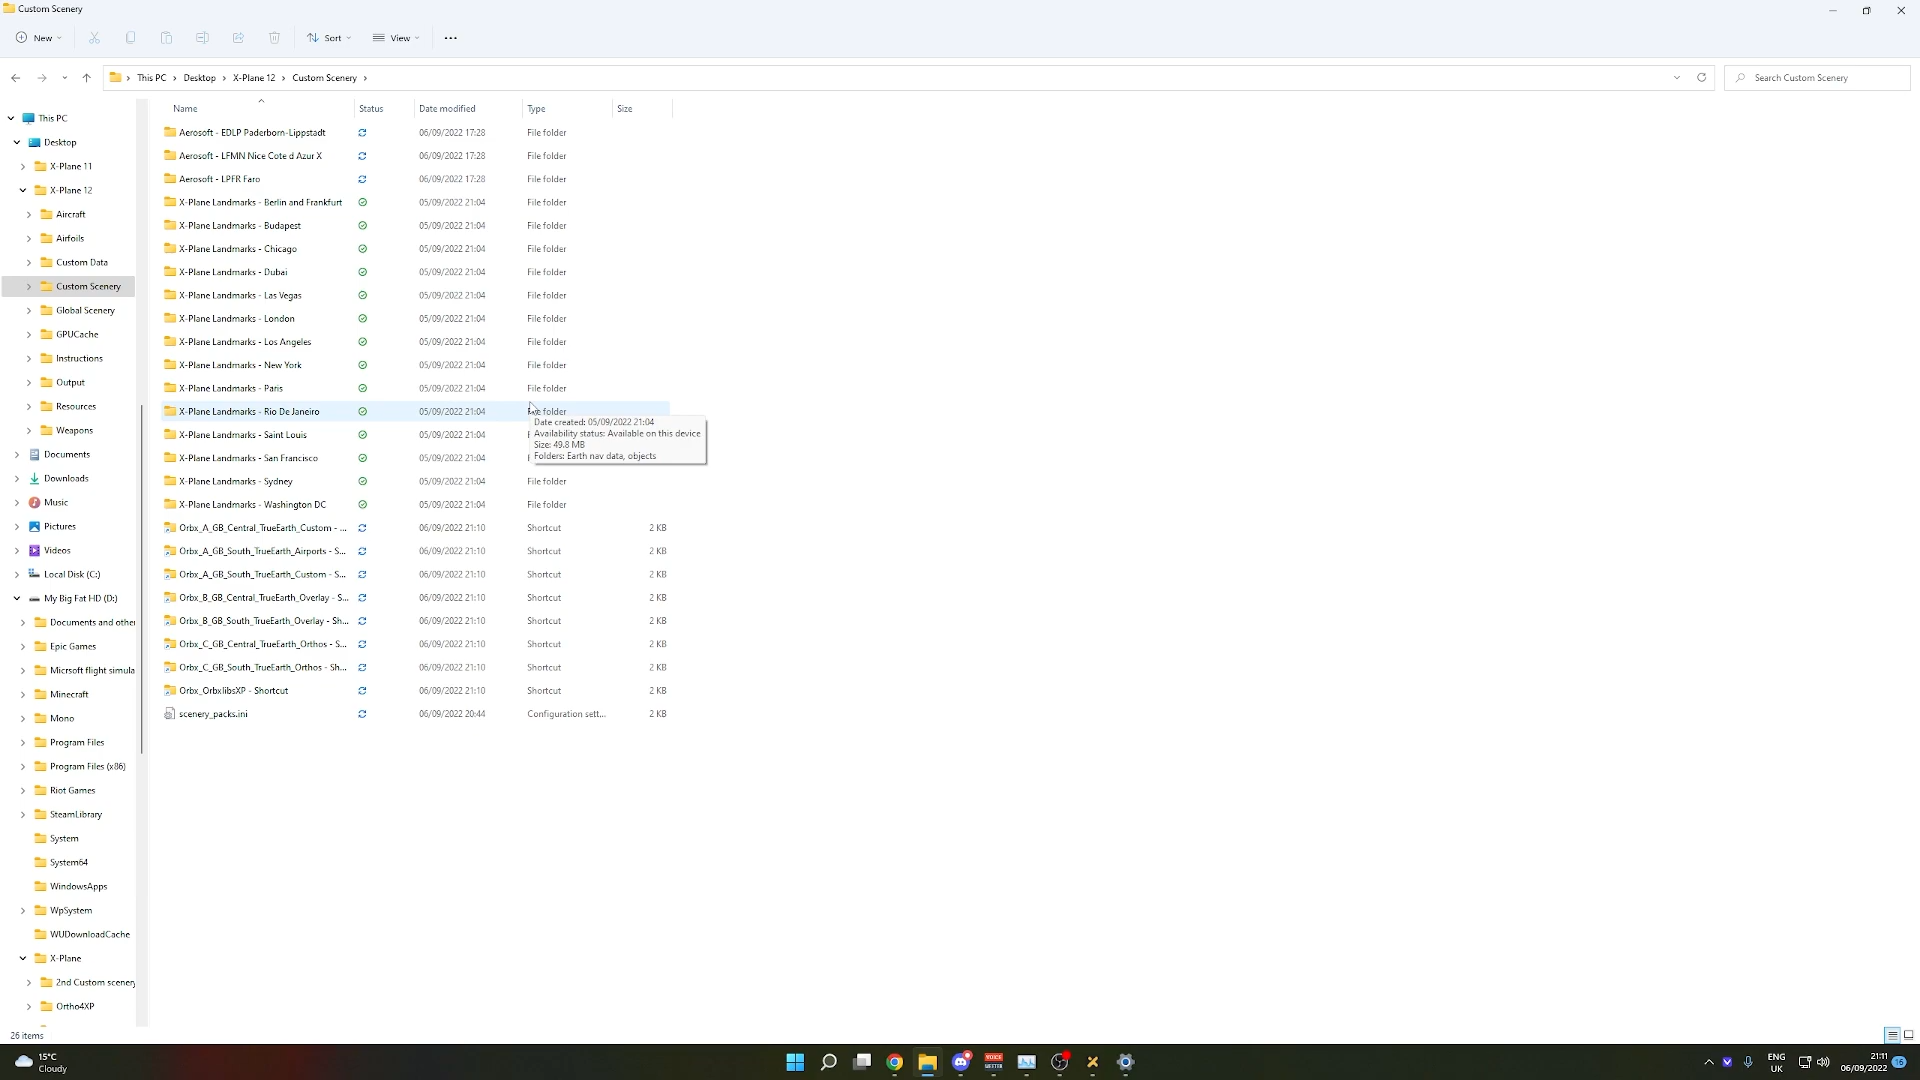 Custom Scenery
New
Sort
View
This PC > Desktop > X-Plane 12 > Custom Scenery >
Search Custom Scenery
Name Status Date modified Type Size
This PC
Desktop
X-Plane 11
X-Plane 12
Aircraft
Airfoils
Custom Data
Custom Scenery
Global Scenery
GPUCache
Instructions
Output
Resources
Weapons
Documents
Downloads
Music
Pictures
Videos
Local Disk (C:)
My Big Fat HD (D:)
Documents and other
Epic Games
Micrsoft flight simula
Minecraft
Mono
Program Files
Program Files (x86)
Riot Games
SteamLibrary
System
System64
WindowsApps
WpSystem
WUDownloadCache
X-Plane
2nd Custom scenery
Ortho4XP
Aerosoft - EDLP Paderborn-Lippstadt 06/09/2022 17:28 File folder
Aerosoft - LFMN Nice Cote d Azur X 06/09/2022 17:28 File folder
Aerosoft - LPFR Faro 06/09/2022 17:28 File folder
X-Plane Landmarks - Berlin and Frankfurt 05/09/2022 21:04 File folder
X-Plane Landmarks - Budapest 05/09/2022 21:04 File folder
X-Plane Landmarks - Chicago 05/09/2022 21:04 File folder
X-Plane Landmarks - Dubai 05/09/2022 21:04 File folder
X-Plane Landmarks - Las Vegas 05/09/2022 21:04 File folder
X-Plane Landmarks - London 05/09/2022 21:04 File folder
X-Plane Landmarks - Los Angeles 05/09/2022 21:04 File folder
X-Plane Landmarks - New York 05/09/2022 21:04 File folder
X-Plane Landmarks - Paris 05/09/2022 21:04 File folder
X-Plane Landmarks - Rio De Janeiro 05/09/2022 21:04 File folder
Date created: 05/09/2022 21:04
Availability status: Available on this device
Size: 49.8 MB
Folders: Earth nav data, objects
X-Plane Landmarks - Saint Louis 05/09/2022 21:04
X-Plane Landmarks - San Francisco 05/09/2022 21:04
X-Plane Landmarks - Sydney 05/09/2022 21:04 File folder
X-Plane Landmarks - Washington DC 05/09/2022 21:04 File folder
Orbx_A_GB_Central_TrueEarth_Custom - ... 06/09/2022 21:10 Shortcut 2 KB
Orbx_A_GB_South_TrueEarth_Airports - S... 06/09/2022 21:10 Shortcut 2 KB
Orbx_A_GB_South_TrueEarth_Custom - S... 06/09/2022 21:10 Shortcut 2 KB
Orbx_B_GB_Central_TrueEarth_Overlay - S... 06/09/2022 21:10 Shortcut 2 KB
Orbx_B_GB_South_TrueEarth_Overlay - Sh... 06/09/2022 21:10 Shortcut 2 KB
Orbx_C_GB_Central_TrueEarth_Orthos - S... 06/09/2022 21:10 Shortcut 2 KB
Orbx_C_GB_South_TrueEarth_Orthos - Sh... 06/09/2022 21:10 Shortcut 2 KB
Orbx_OrbxlibsXP - Shortcut 06/09/2022 21:10 Shortcut 2 KB
scenery_packs.ini 06/09/2022 20:44 Configuration sett... 2 KB
26 items
15°C
Cloudy
VOICE
MEETER
ENG
UK
21:11
06/09/2022
16